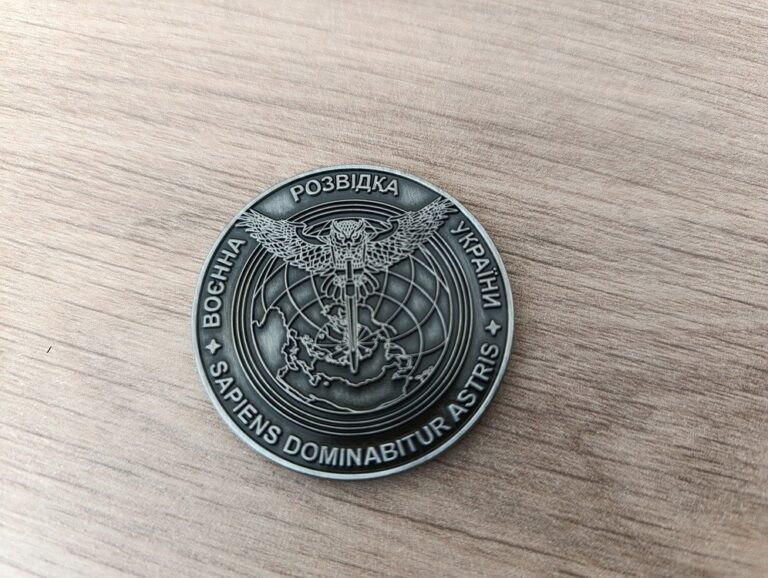 ВОЄННА РОЗВІДКА УКРАЇНИ
SAPIENS DOMINABITUR ASTRIS